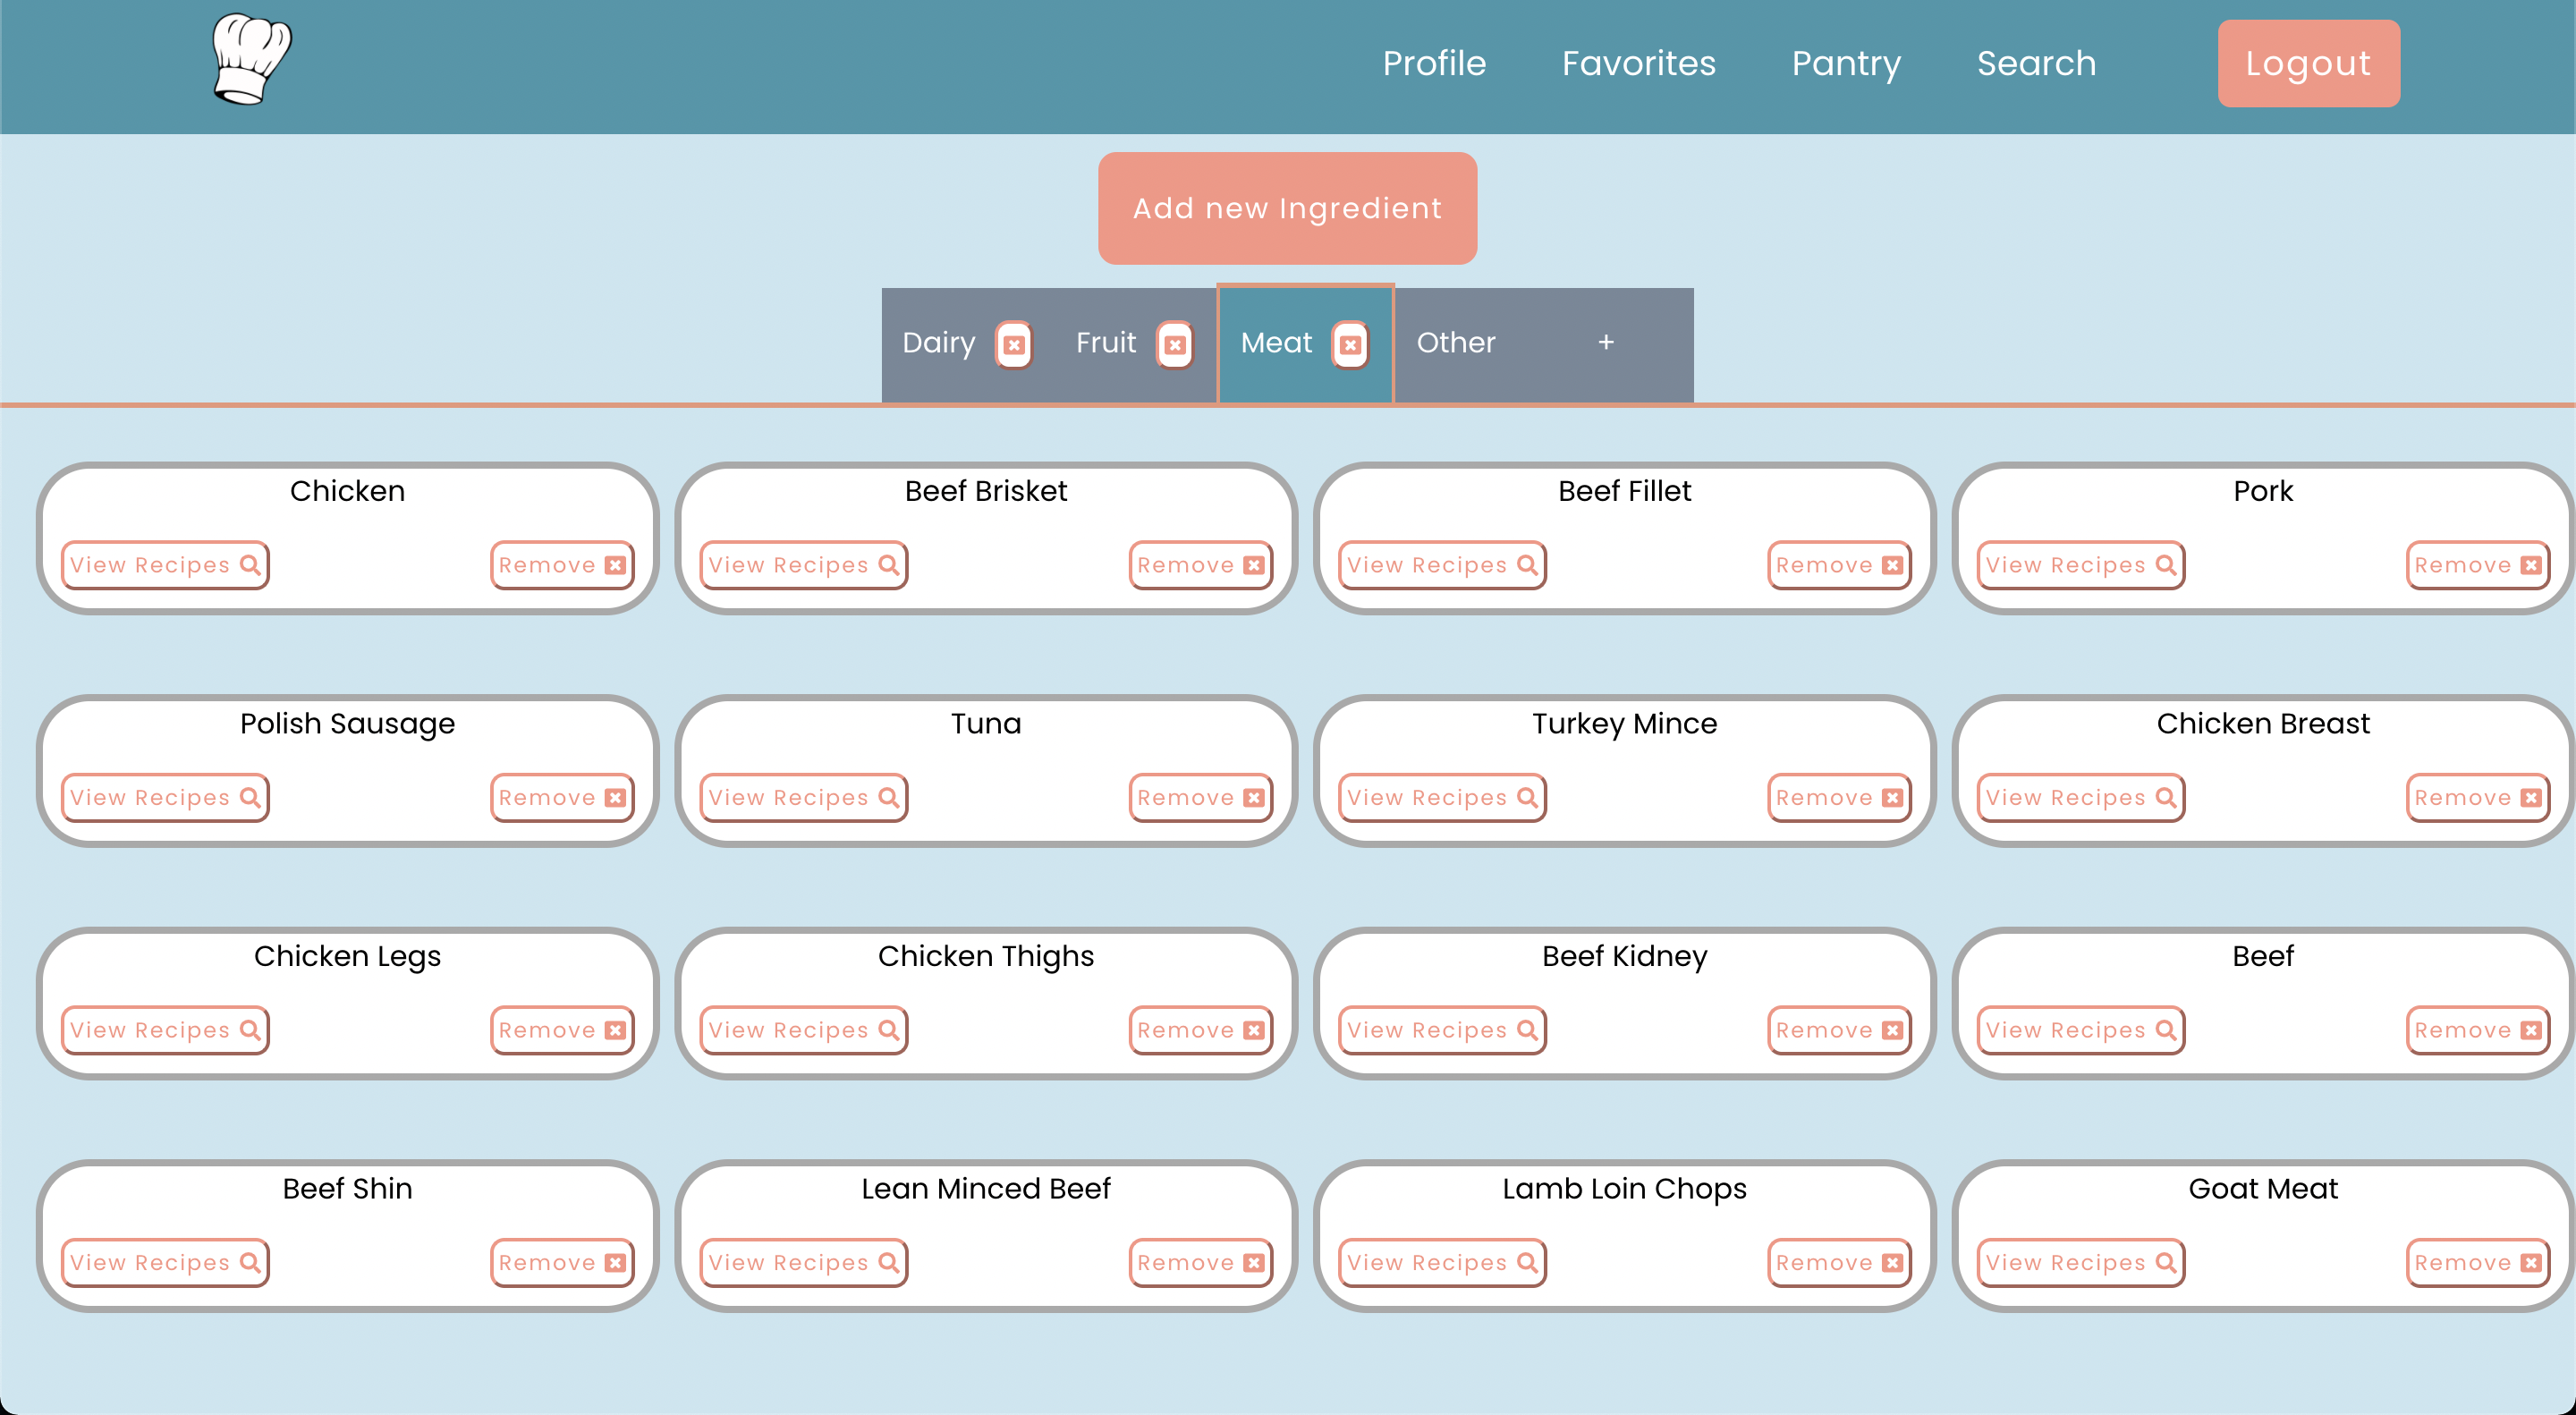 Profile Favorites Pantry Search Logout
Add new Ingredient
Dairy Fruit Meat Other +
Chicken Beef Brisket Beef Fillet Pork
View Recipes Remove View Recipes Remove View Recipes Remove View Recipes Remove
Polish Sausage Tuna Turkey Mince Chicken Breast
View Recipes Remove View Recipes Remove View Recipes Remove View Recipes Remove
Chicken Legs Chicken Thighs Beef Kidney Beef
View Recipes Remove View Recipes Remove View Recipes Remove View Recipes Remove
Beef Shin Lean Minced Beef Lamb Loin Chops Goat Meat
View Recipes Remove View Recipes Remove View Recipes Remove View Recipes Remove